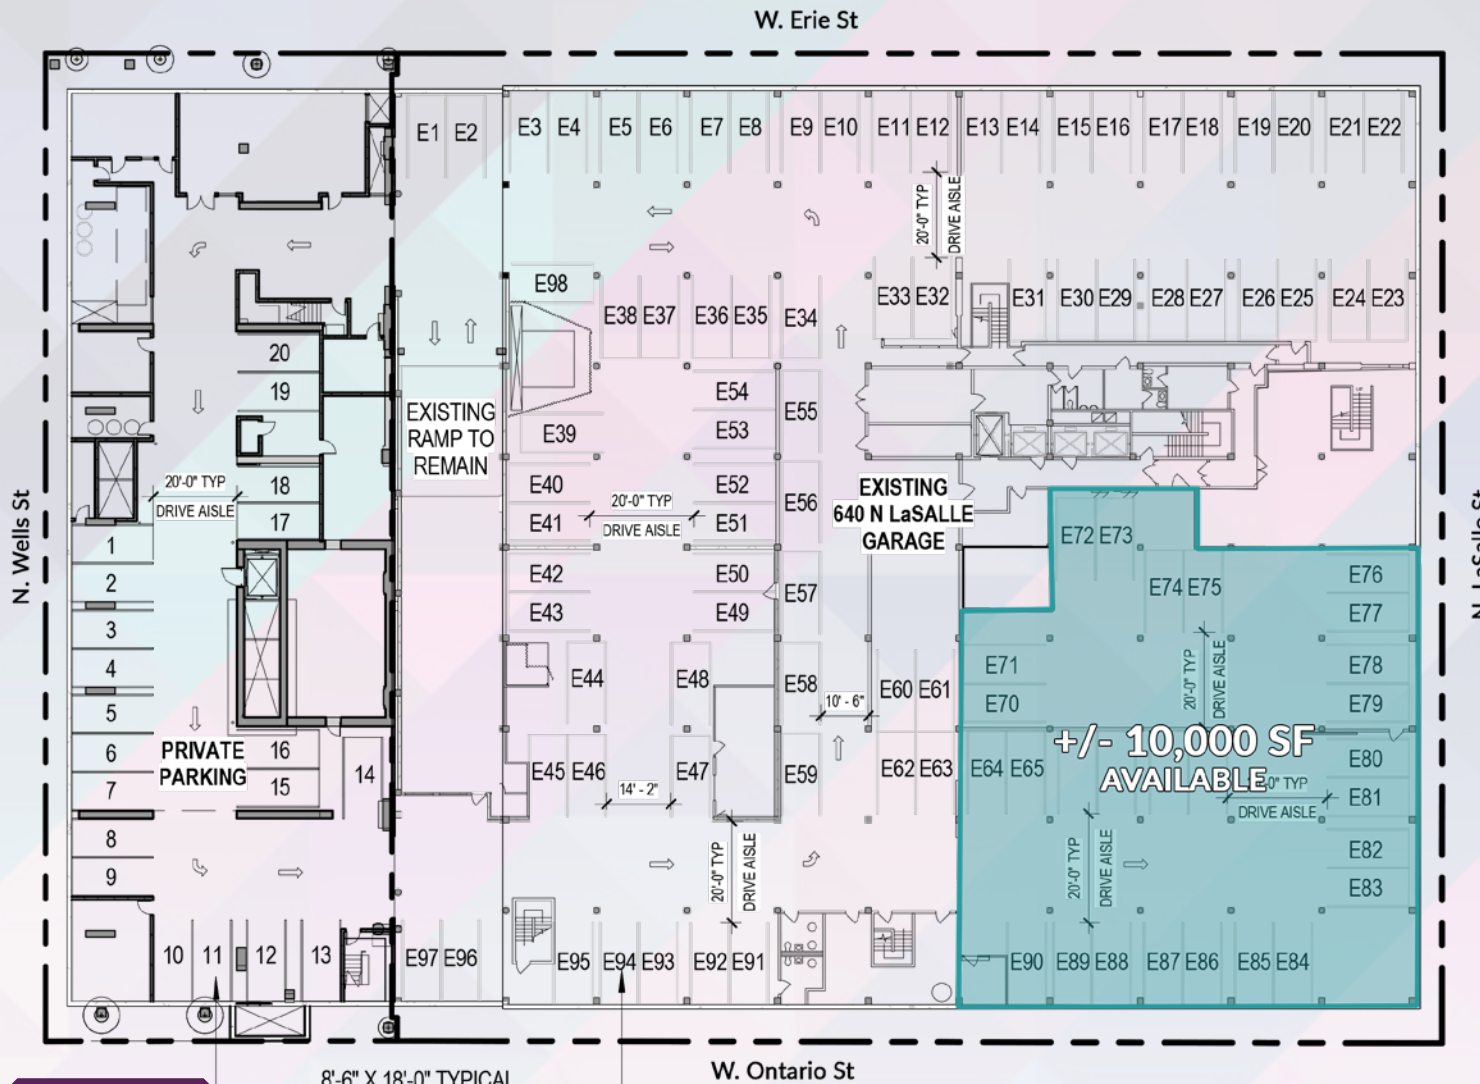 W. Erie St
E1 E2 E3 E4 E5 E6 E7 E8 E9 E10 E11 E12 E13 E14 E15 E16 E17 E18 E19 E20 E21 E22
20'-0" TYP
DRIVE AISLE
E98
E38 E37 E36 E35 E34 E33 E32 E31 E30 E29 E28 E27 E26 E25 E24 E23
20
19
18
17
20'-0" TYP
DRIVE AISLE
EXISTING
RAMP TO
REMAIN
E39
E40
E41
E42
E43
E54
E53
E52
E51
E50
E49
20'-0" TYP
DRIVE AISLE
E55
E56
E57
E58
E59
EXISTING
640 N LaSALLE
GARAGE
N. Wells St
1
2
3
4
5
6
7
8
9
PRIVATE
PARKING
16
15
14
E44 E48
E45 E46 E47
14' - 2"
10' - 6"
E60 E61
E62 E63
E72 E73
E74 E75
E76
E77
E78
E79
E71
E70
20'-0" TYP
DRIVE AISLE
+/- 10,000 SF
AVAILABLE
E64 E65
E80
E81
E82
E83
DRIVE AISLE
20'-0" TYP
DRIVE AISLE
20'-0" TYP
DRIVE AISLE
10 11 12 13
E97 E96 E95 E94 E93 E92 E91 E90 E89 E88 E87 E86 E85 E84
8'-6" X 18'-0" TYPICAL
W. Ontario St